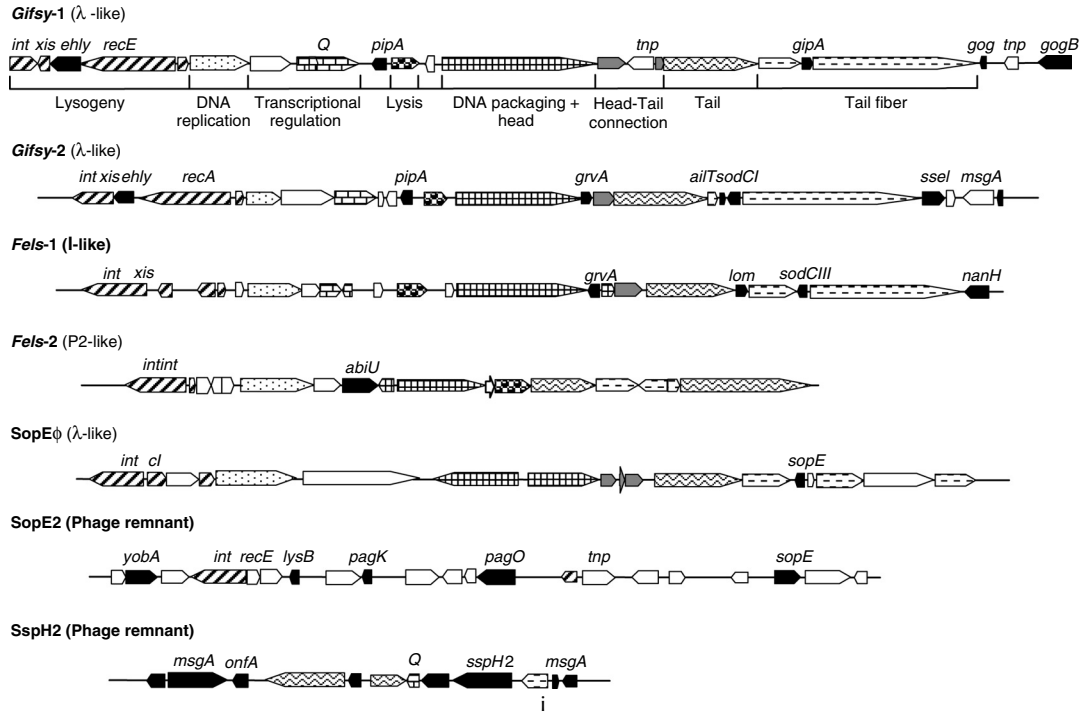 Gifsy-1 (λ -like)
int xis ehly recE Q pipA tnp gipA gog tnp gogB
Lysogeny DNA replication Transcriptional regulation Lysis DNA packaging + head Head-Tail connection Tail Tail fiber
Gifsy-2 (λ-like)
int xis ehly recA pipA grvA ailT sodCI sseI msgA
Fels-1 (l-like)
int xis grvA lom sodCIII nanH
Fels-2 (P2-like)
intint abiU
SopEϕ (λ-like)
int cI sopE
SopE2 (Phage remnant)
yobA int recE lysB pagK pagO tnp sopE
SspH2 (Phage remnant)
msgA onfA Q sspH2 msgA
i